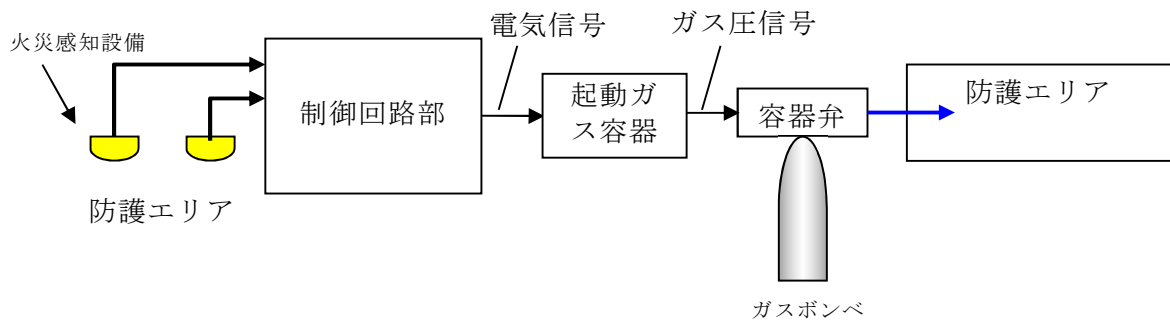 火災感知設備
電気信号
ガス圧信号
制御回路部
起動ガ
ス容器
容器弁
防護エリア
防護エリア
ガスボンベ